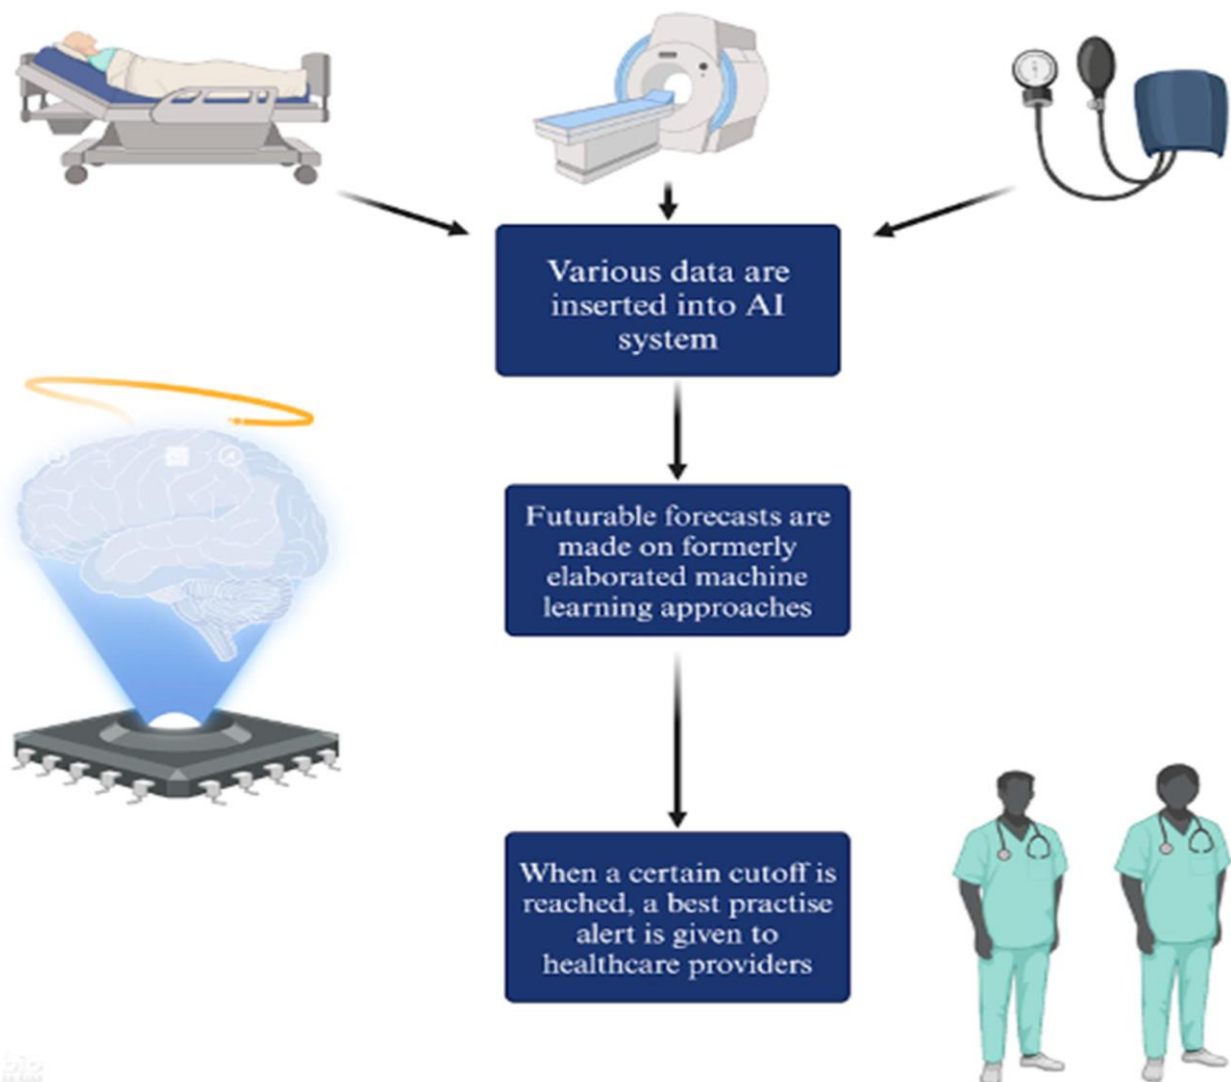 Various data are
inserted into AI
system
Futurable forecasts are
made on formerly
elaborated machine
learning approaches
When a certain cutoff is
reached, a best practise
alert is given to
healthcare providers